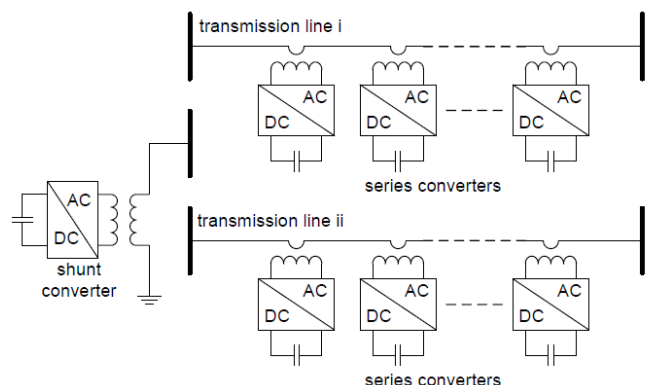 transmission line i
AC
DC
AC
DC
AC
DC
series converters
AC
DC
shunt
converter
transmission line ii
AC
DC
AC
DC
AC
DC
series converters